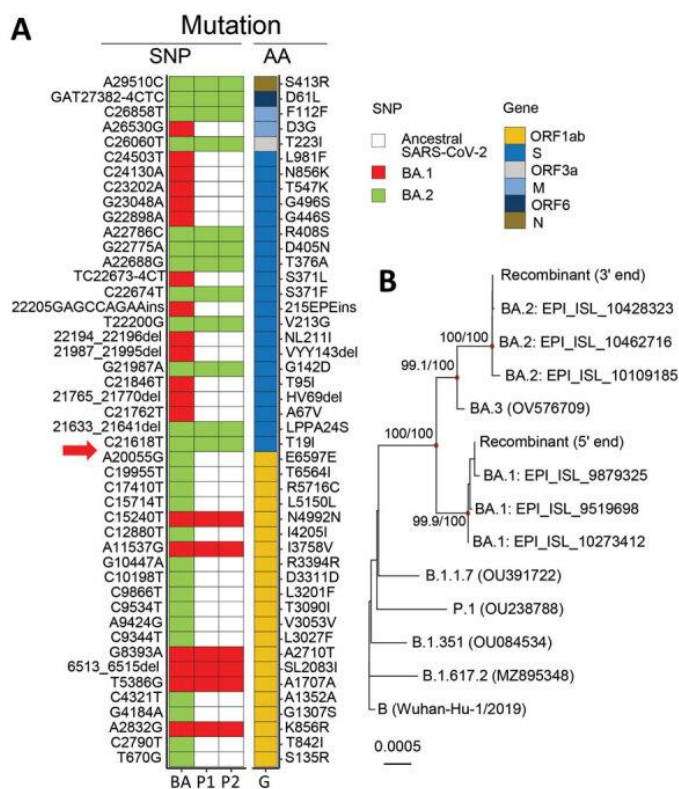 A
Mutation
SNP
AA
A29510C
S413R
GAT27382-4CTC
D61L
C26858T
F112F
A26530G
D3G
C26060T
T223I
C24503T
L981F
C24130A
N856K
C23202A
T547K
G23048A
G496S
G22898A
G446S
A22786C
R408S
G22775A
D405N
A22688G
T376A
TC22673-4CT
S371L
C22674T
S371F
22205GAGCCAGAAins
215EPEins
T22200G
V213G
22194_22196del
NL211I
21987_21995del
VYY143del
G21987A
G142D
C21846T
T95I
21765_21770del
HV69del
C21762T
A67V
21633_21641del
LPPA24S
C21618T
T19I
A20055G
E6597E
C19955T
T6564I
C17410T
R5716C
C15714T
L5150L
C15240T
N4992N
C12880T
I4205I
A11537G
I3758V
G10447A
R3394R
C10198T
D3311D
C9866T
L3201F
C9534T
T3090I
A9424G
V3053V
C9344T
L3027F
G8393A
A2710T
6513_6515del
SL2083I
T5386G
A1707A
C4321T
A1352A
G4184A
G1307S
A2832G
K856R
C2790T
T842I
T670G
S135R
BA P1 P2 G
SNP
Ancestral
SARS-CoV-2
BA.1
BA.2
Gene
ORF1ab
S
ORF3a
M
ORF6
N
B
Recombinant (3' end)
BA.2: EPI_ISL_10428323
100/100
BA.2: EPI_ISL_10462716
99.1/100
BA.2: EPI_ISL_10109185
BA.3 (OV576709)
100/100
Recombinant (5' end)
BA.1: EPI_ISL_9879325
BA.1: EPI_ISL_9519698
99.9/100
BA.1: EPI_ISL_10273412
B.1.1.7 (OU391722)
P.1 (OU238788)
B.1.351 (OU084534)
B.1.617.2 (MZ895348)
B (Wuhan-Hu-1/2019)
0.0005